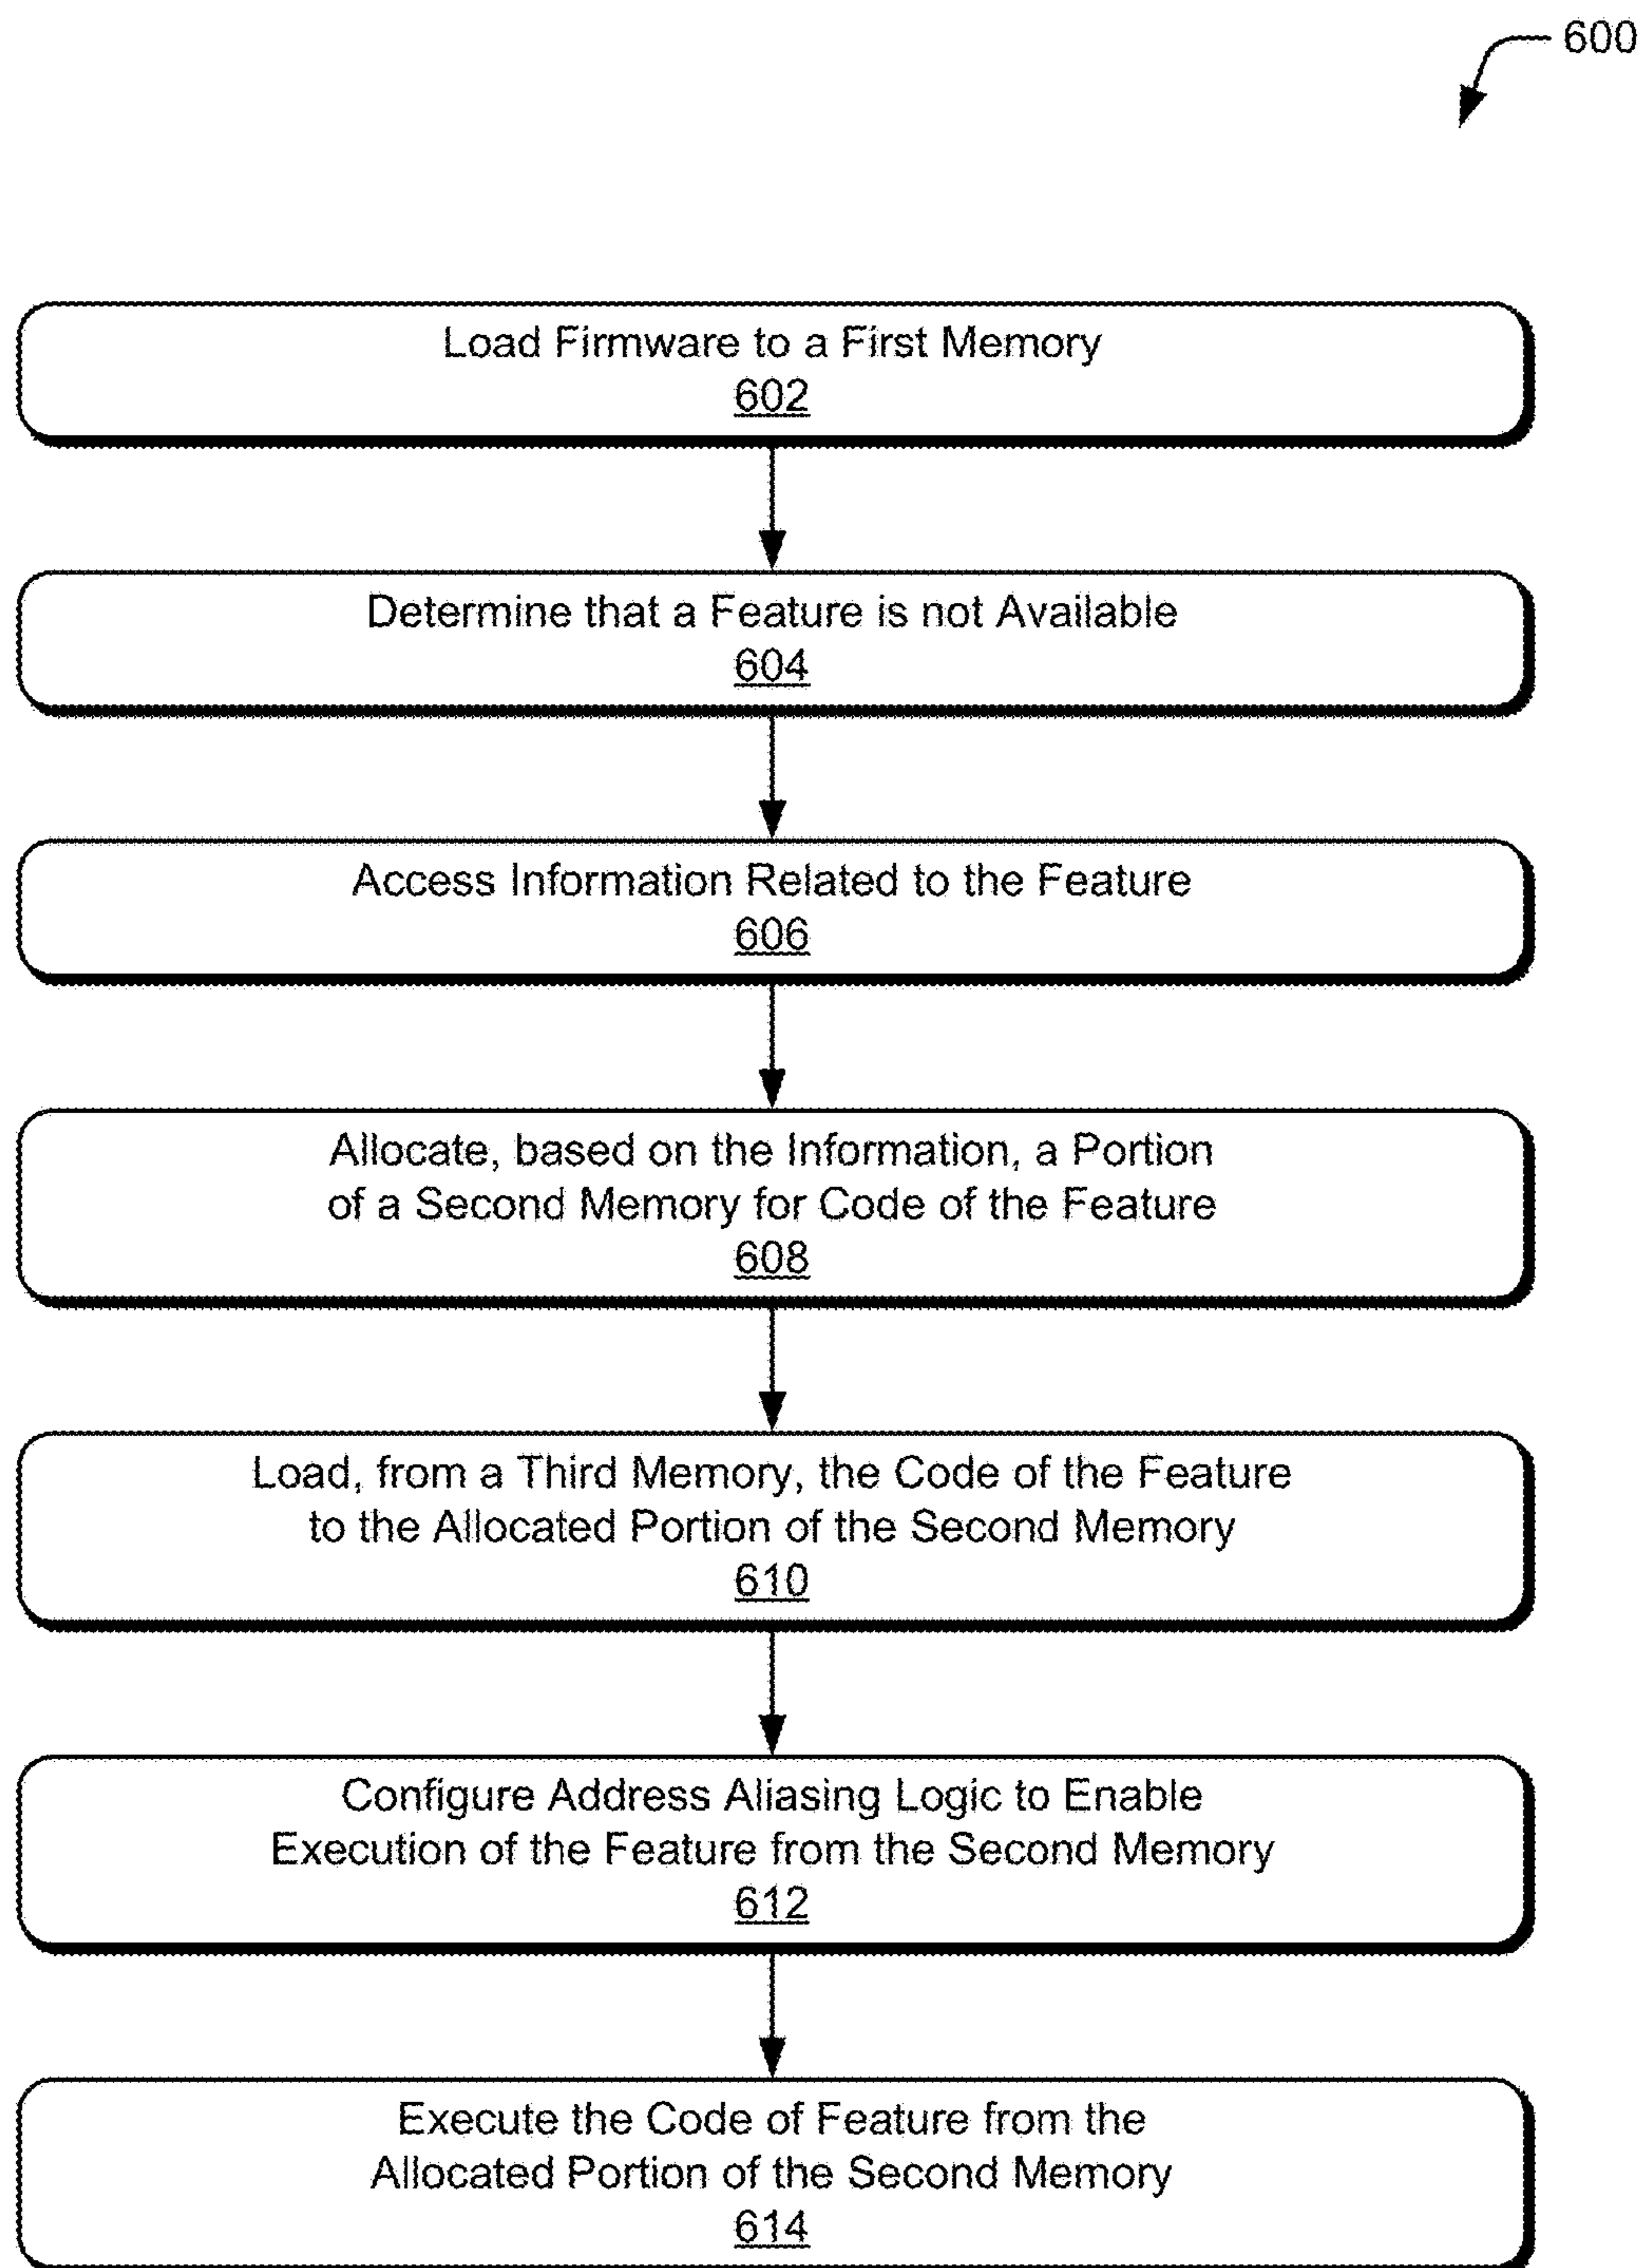 600
Load Firmware to a First Memory
602
Determine that a Feature is not Available
604
Access Information Related to the Feature
606
Allocate, based on the Information, a Portion
of a Second Memory for Code of the Feature
608
Load, from a Third Memory, the Code of the Feature
to the Allocated Portion of the Second Memory
610
Configure Address Aliasing Logic to Enable
Execution of the Feature from the Second Memory
612
Execute the Code of Feature from the
Allocated Portion of the Second Memory
614